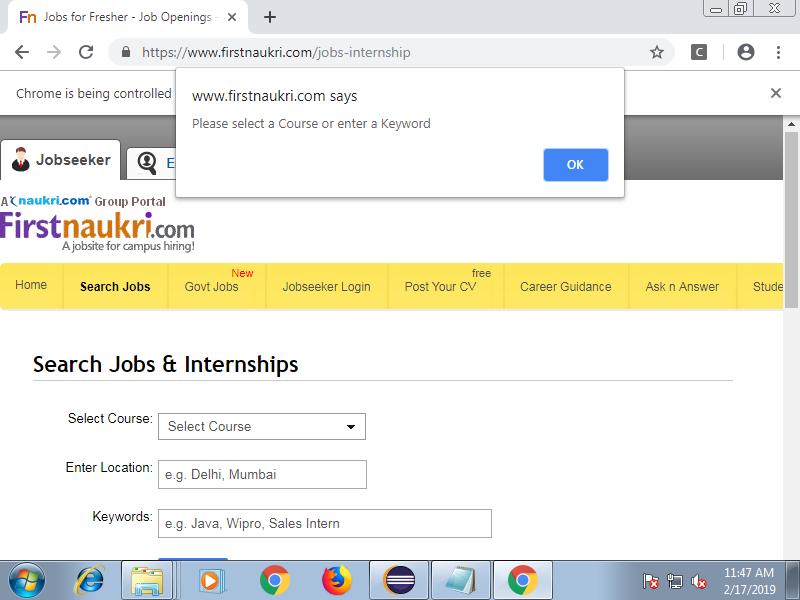 Fn Jobs for Fresher - Job Openings -
https://www.firstnaukri.com/jobs-internship
C
Chrome is being controlled
www.firstnaukri.com says
Please select a Course or enter a Keyword
OK
Jobseeker
E
A naukri.com Group Portal
Firstnaukri.com
A jobsite for campus hiring!
Home
Search Jobs
New
Govt Jobs
Jobseeker Login
free
Post Your CV
Career Guidance
Ask n Answer
Stude
Search Jobs & Internships
Select Course: Select Course
Enter Location: e.g. Delhi, Mumbai
Keywords: e.g. Java, Wipro, Sales Intern
11:47 AM
2/17/2019